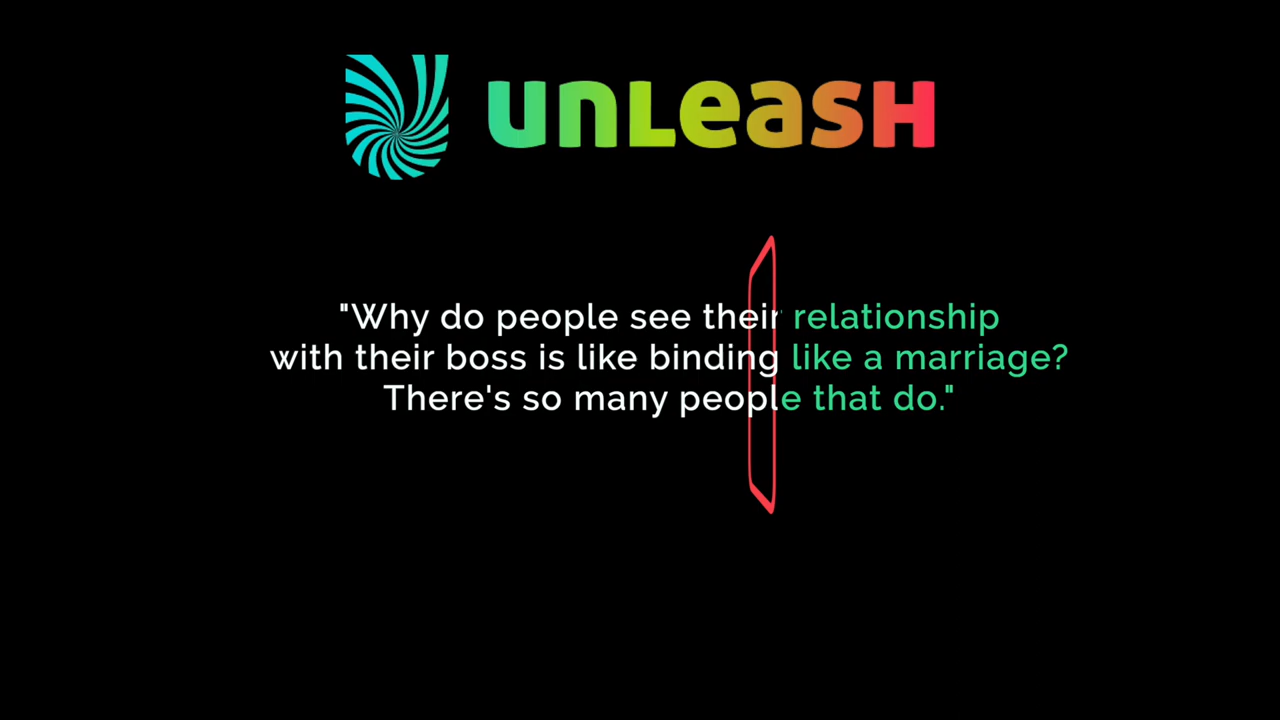 UNLEASH
"Why do people see their relationship
with their boss is like binding like a marriage?
There's so many people that do."